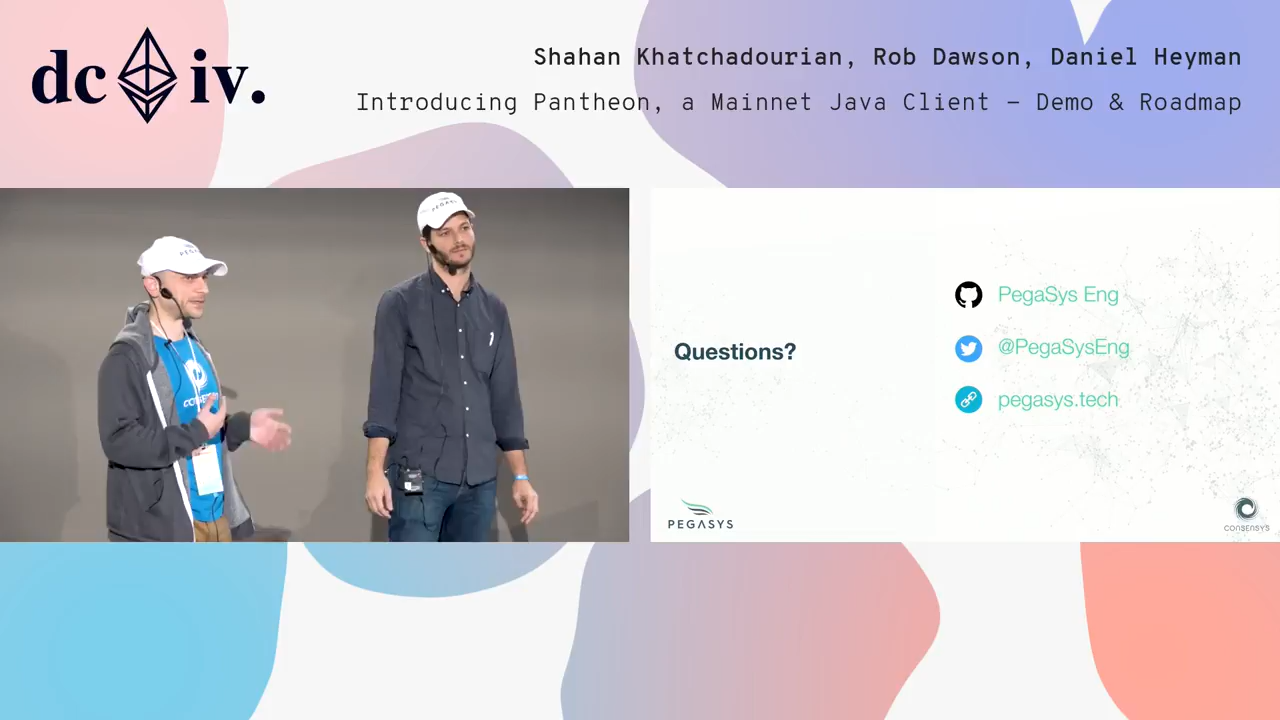 dc iv.
Shahan Khatchadourian, Rob Dawson, Daniel Heyman
Introducing Pantheon, a Mainnet Java Client – Demo & Roadmap
Questions?
PegaSys Eng
@PegaSysEng
pegasys.tech
PEGASYS
CONSENSYS